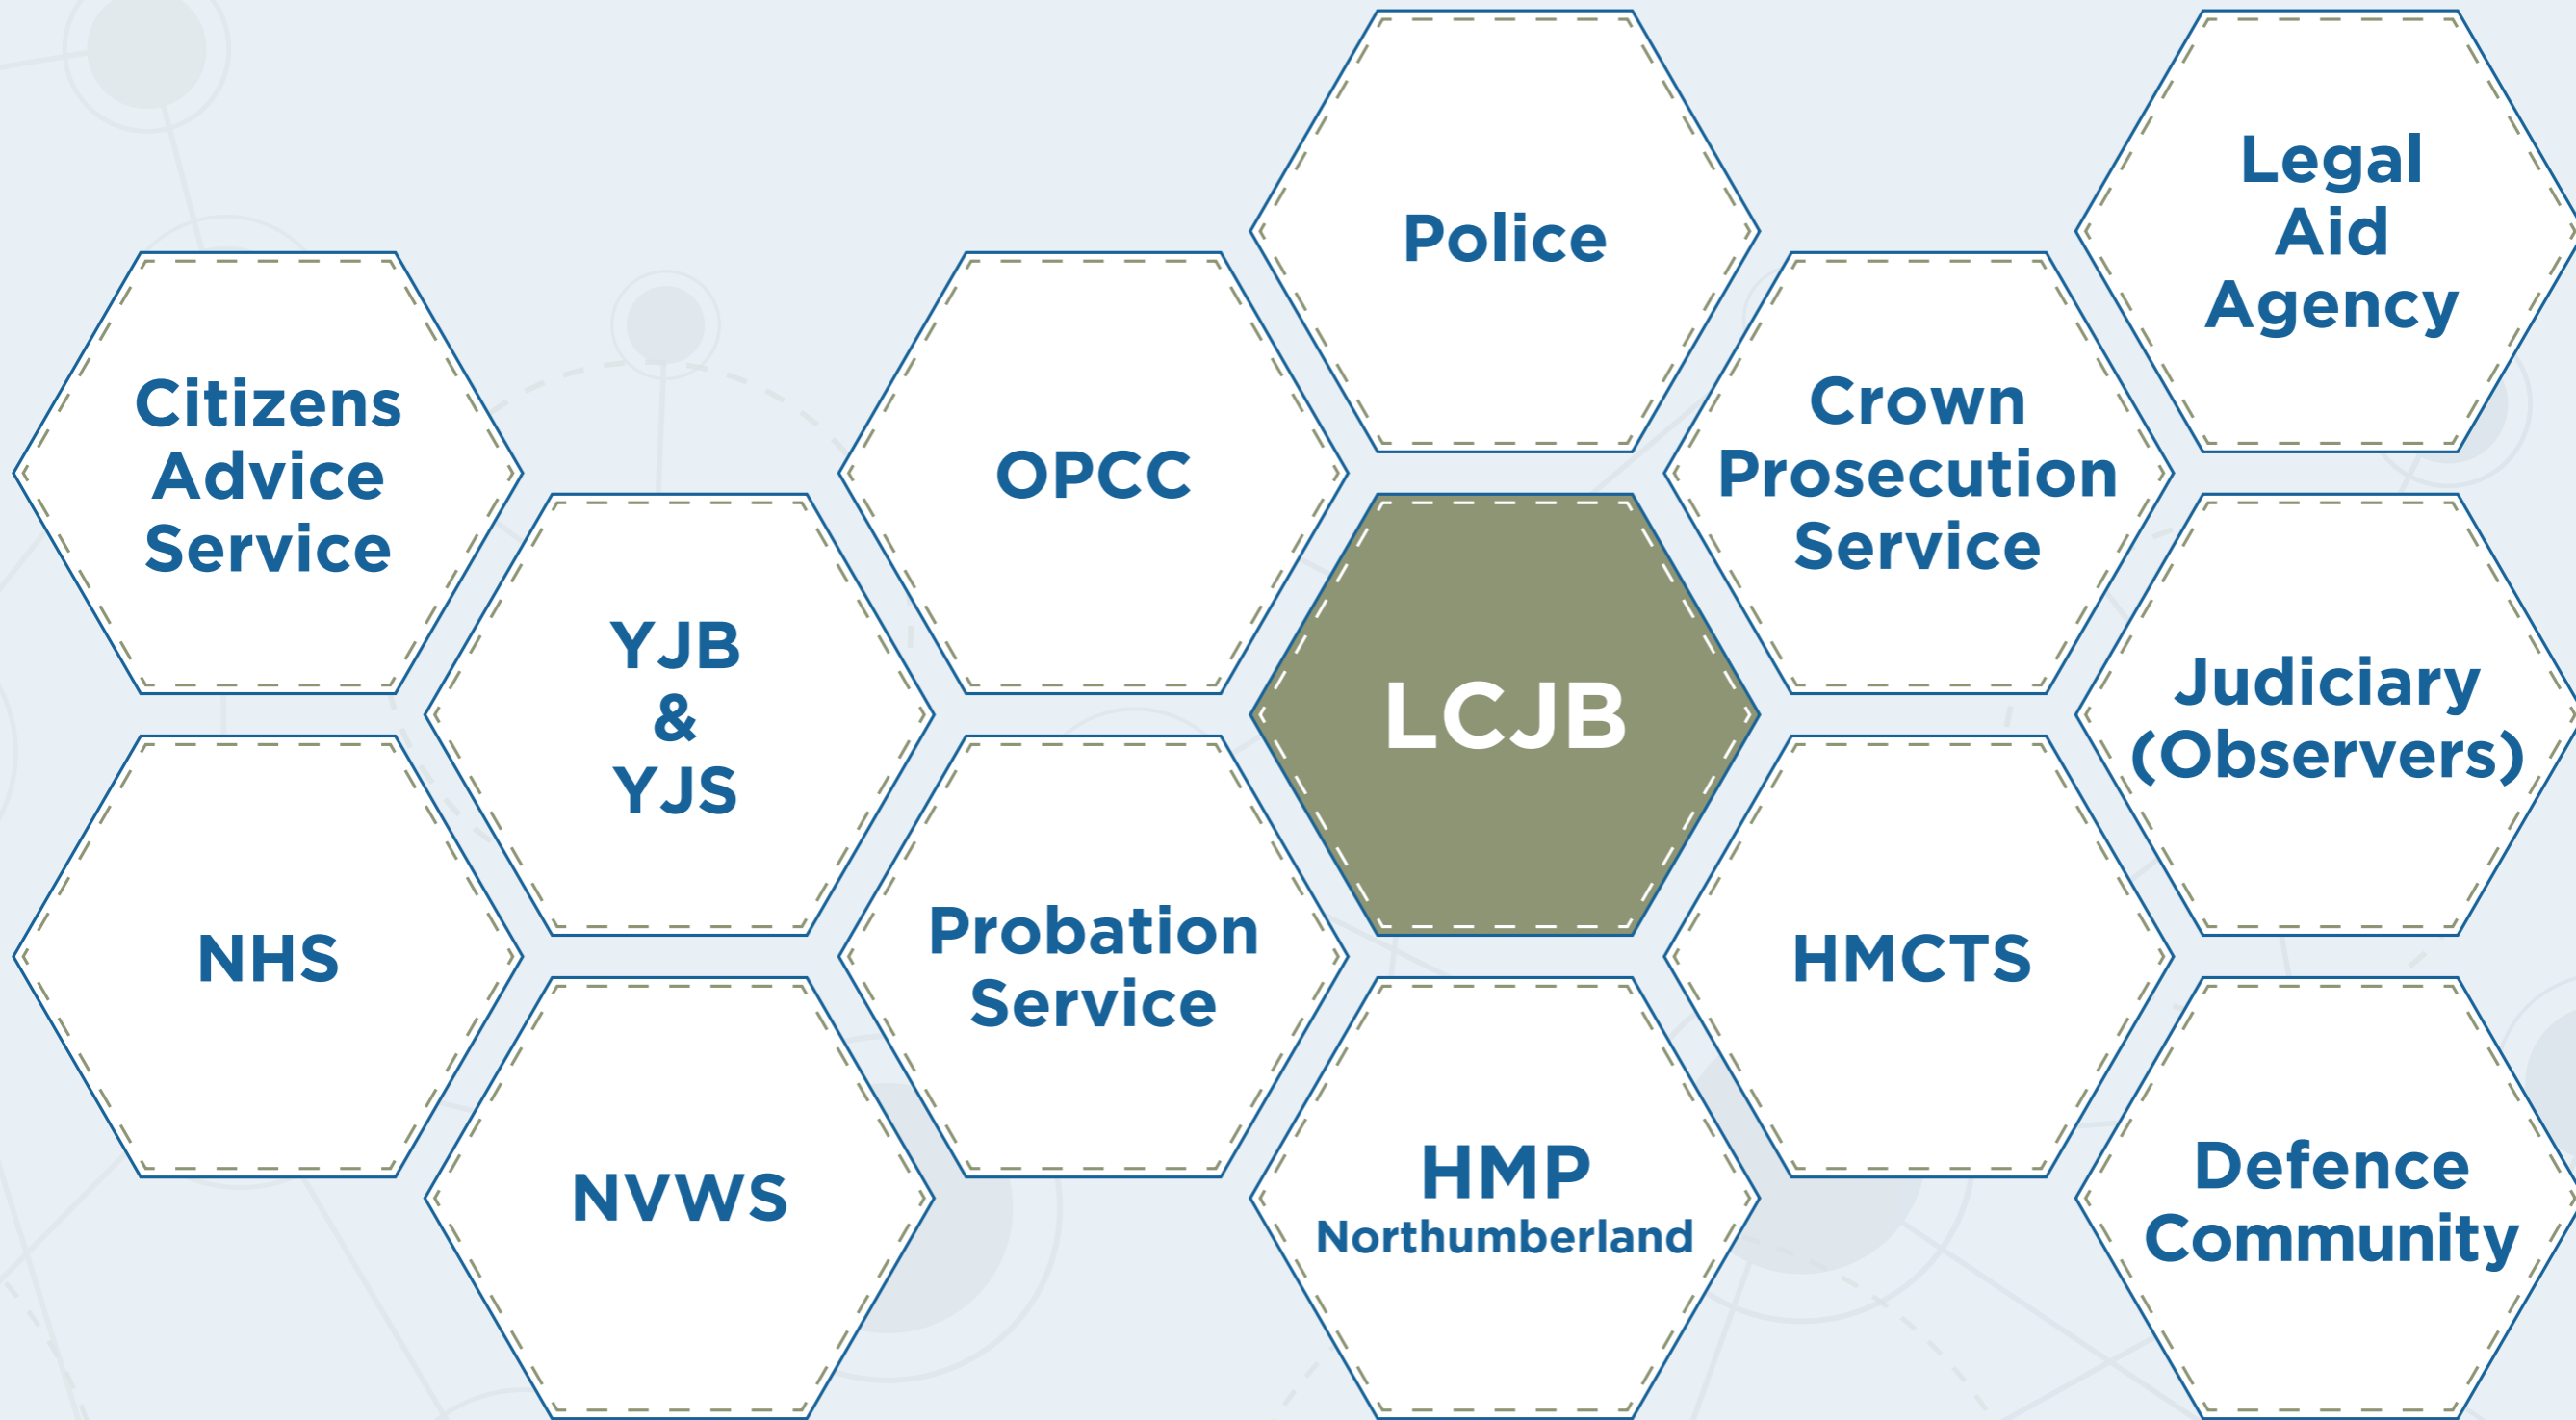 Police
Legal
Aid
Agency
Citizens
Advice
Service
OPCC
Crown
Prosecution
Service
YJB
&
YJS
LCJB
Judiciary
(Observers)
NHS
Probation
Service
HMCTS
NVWS
HMP
Northumberland
Defence
Community